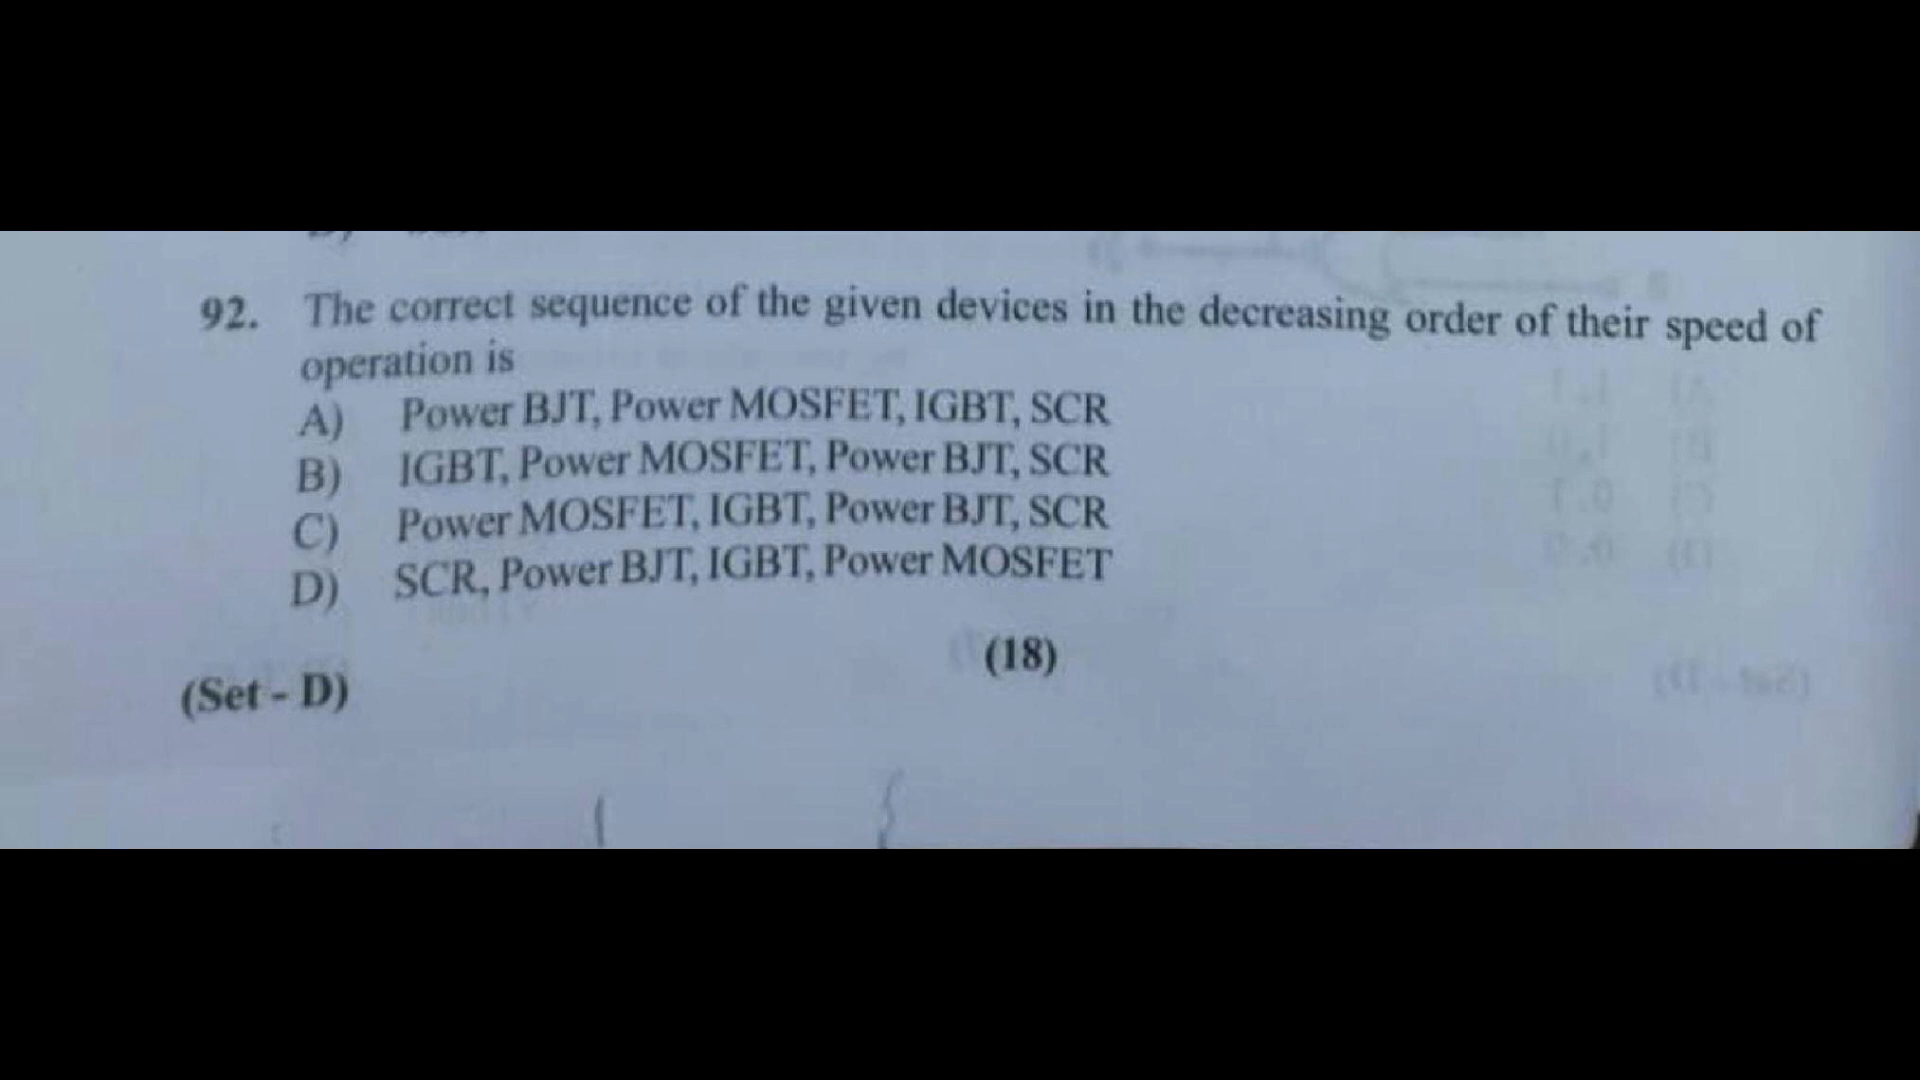 92. The correct sequence of the given devices in the decreasing order of their speed of
operation is
A) Power BJT, Power MOSFET, IGBT, SCR
B) IGBT, Power MOSFET, Power BJT, SCR
C) Power MOSFET, IGBT, Power BJT, SCR
D) SCR, Power BJT, IGBT, Power MOSFET
(18)
(Set - D)